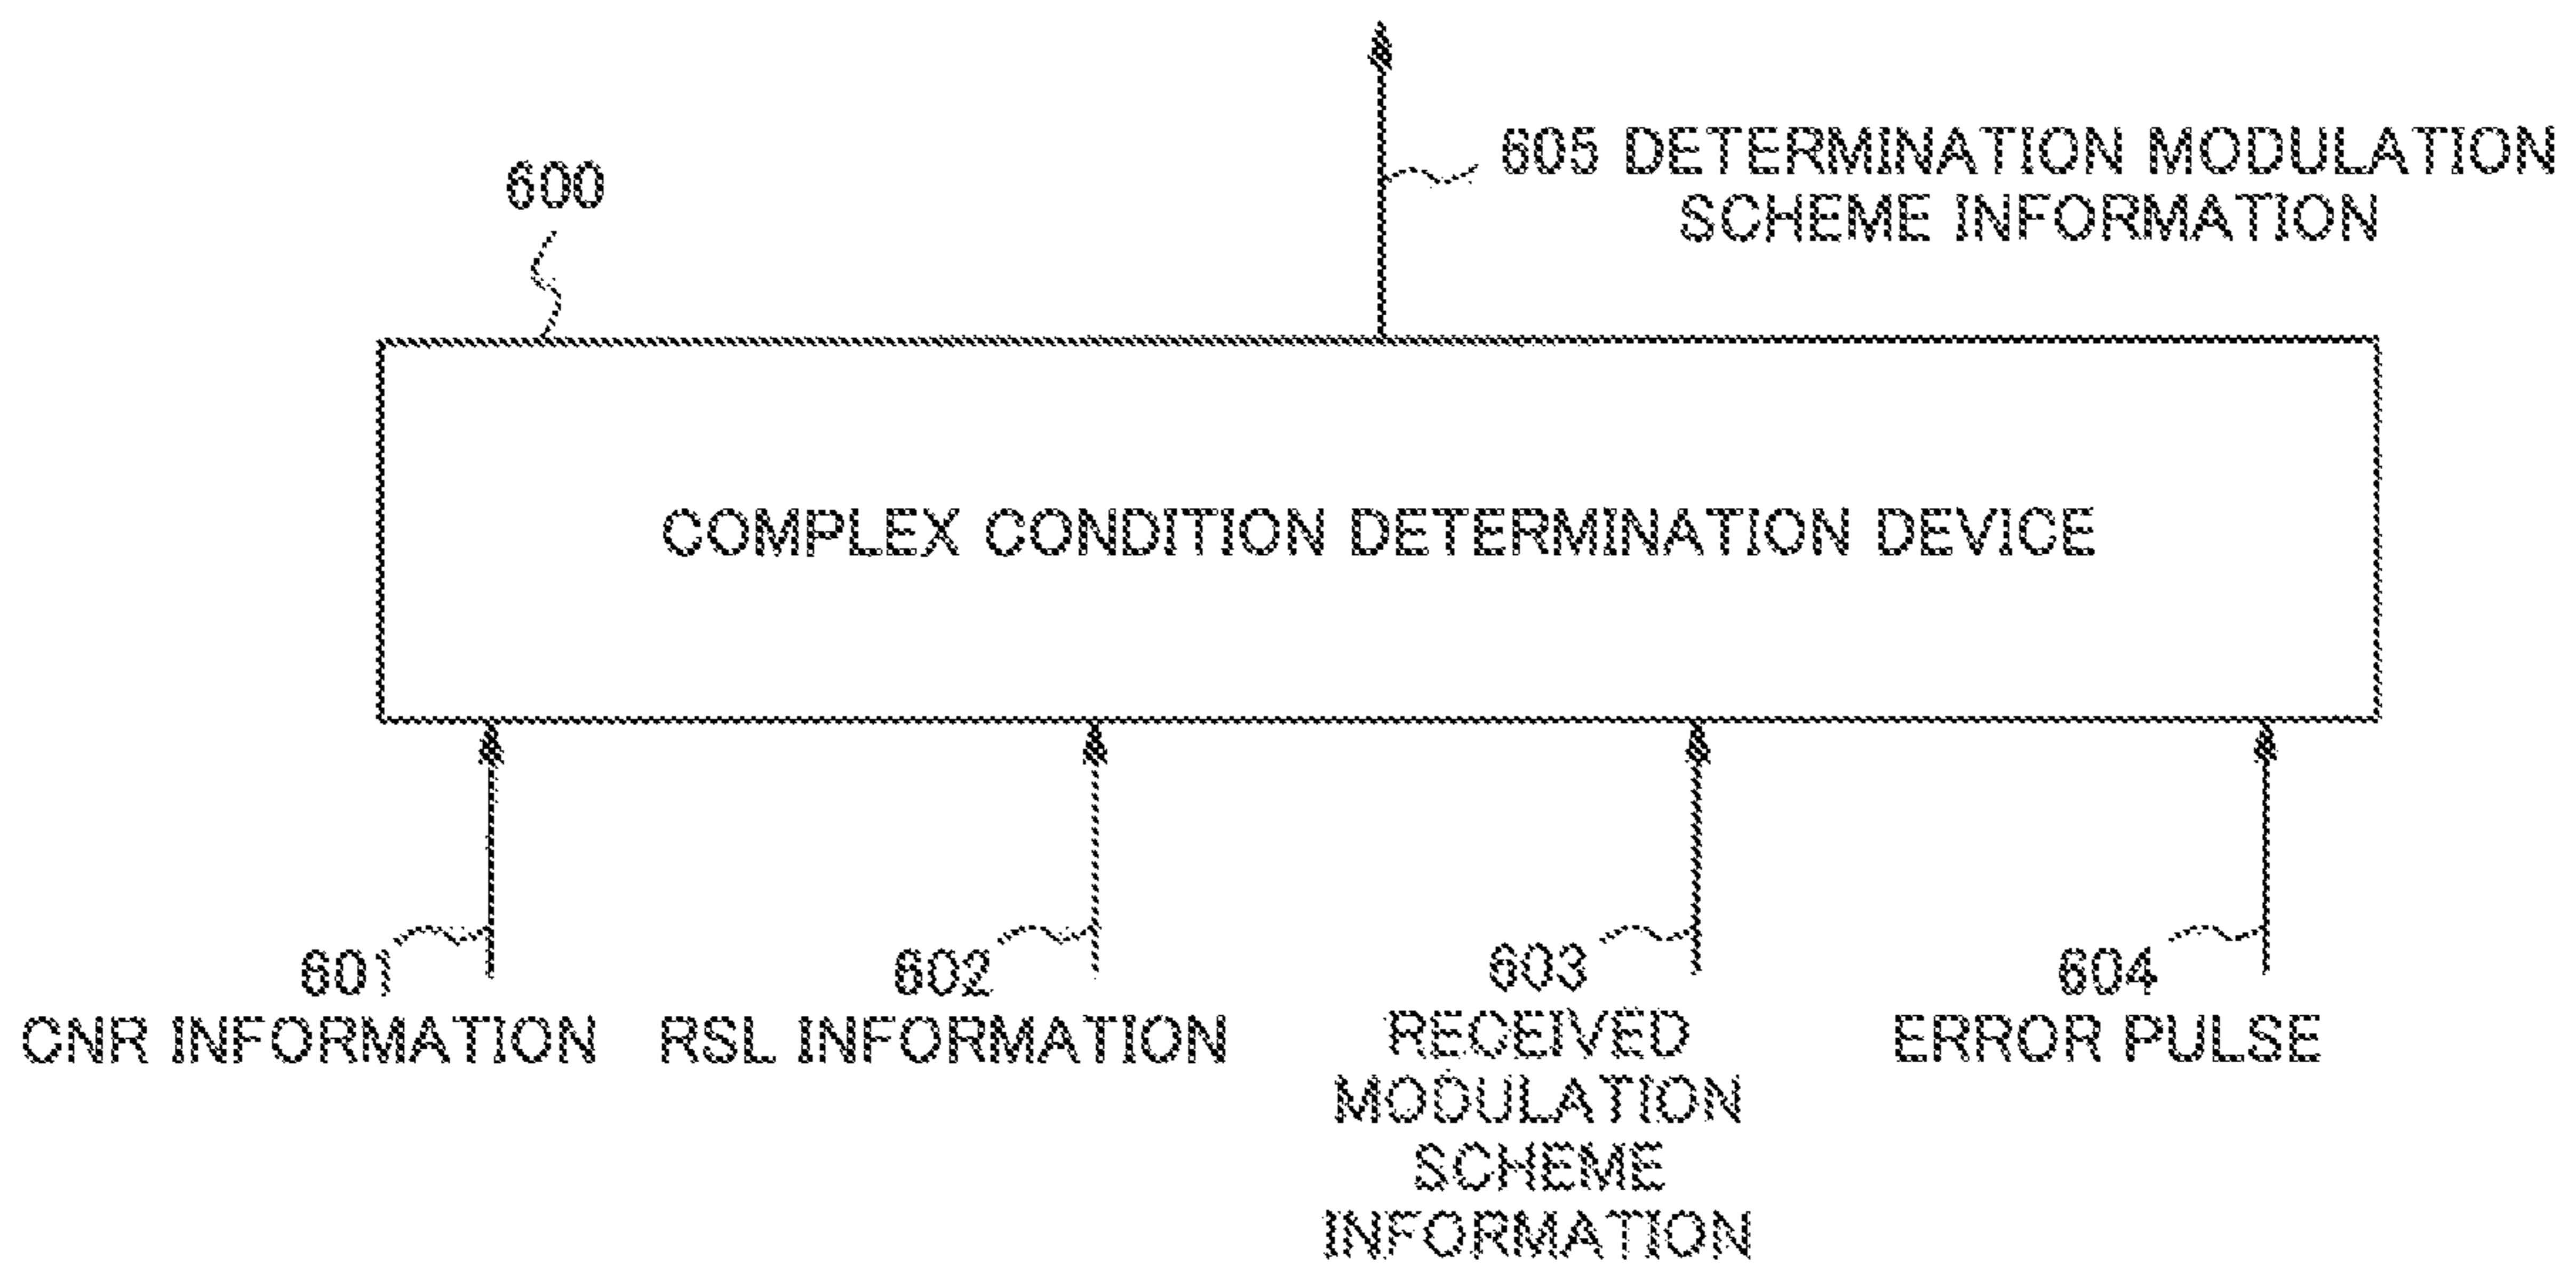 605 DETERMINATION MODULATION
SCHEME INFORMATION
600
COMPLEX CONDITION DETERMINATION DEVICE
601
CNR INFORMATION
602
RSL INFORMATION
603
RECEIVED
MODULATION
SCHEME
INFORMATION
604
ERROR PULSE